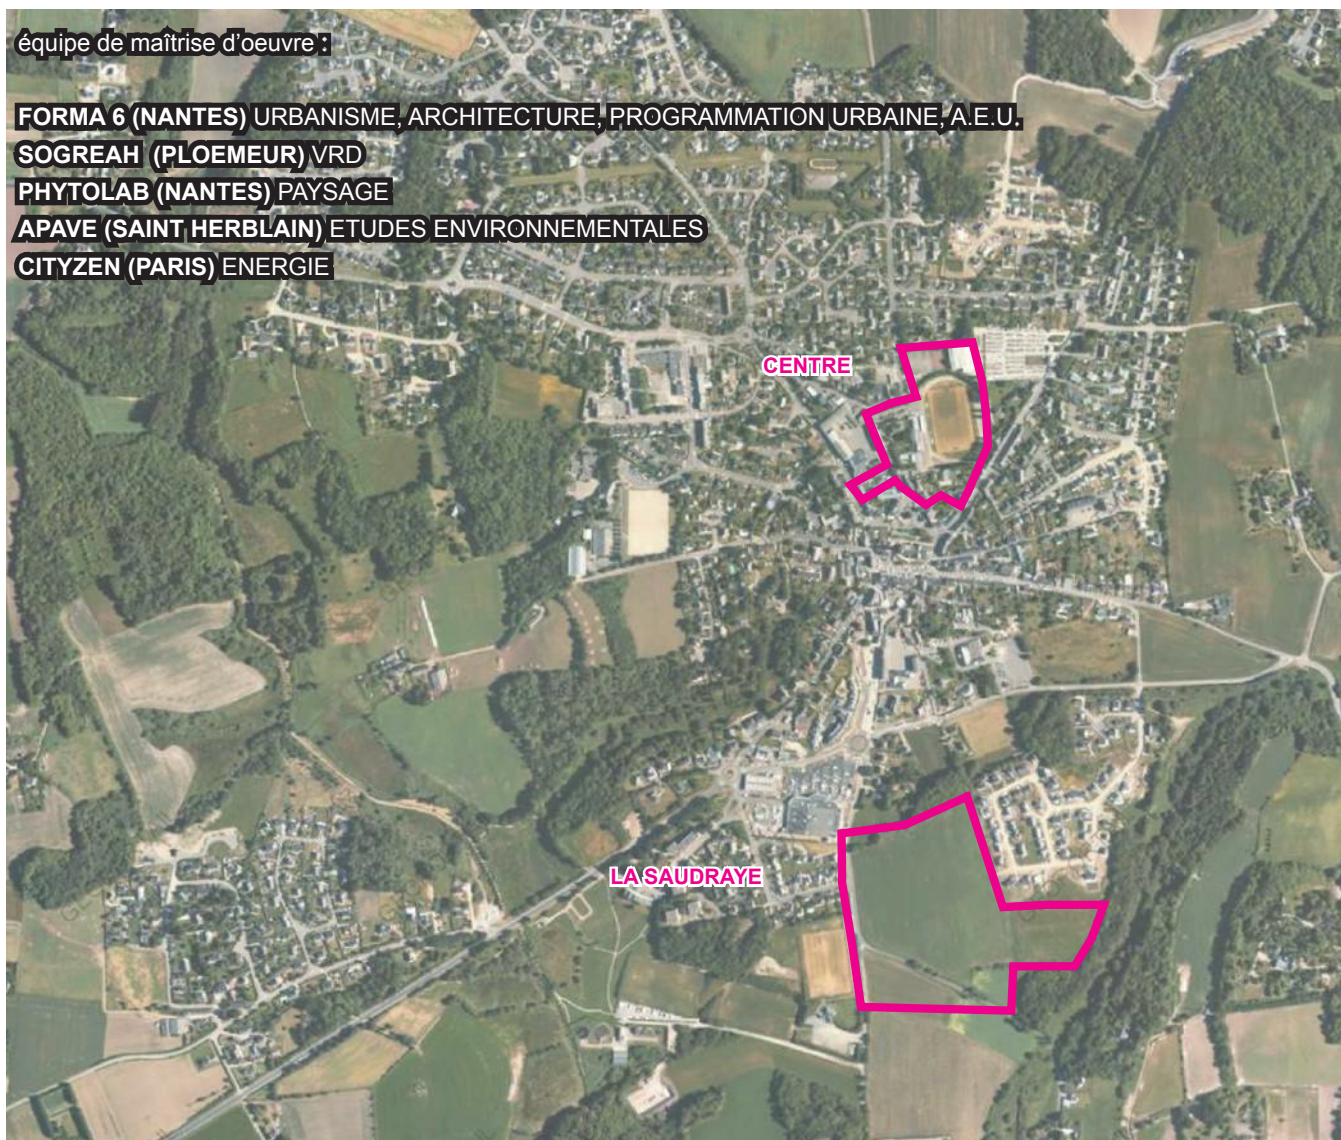 équipe de maîtrise d'oeuvre :
FORMA 6 (NANTES) URBANISME, ARCHITECTURE, PROGRAMMATION URBAINE, A.E.U.
SOGREAH (PLOEMEUR) VRD
PHYTOLAB (NANTES) PAYSAGE
APAVE (SAINT HERBLAIN) ETUDES ENVIRONNEMENTALES
CITYZEN (PARIS) ENERGIE
CENTRE
LA SAUDRAYE